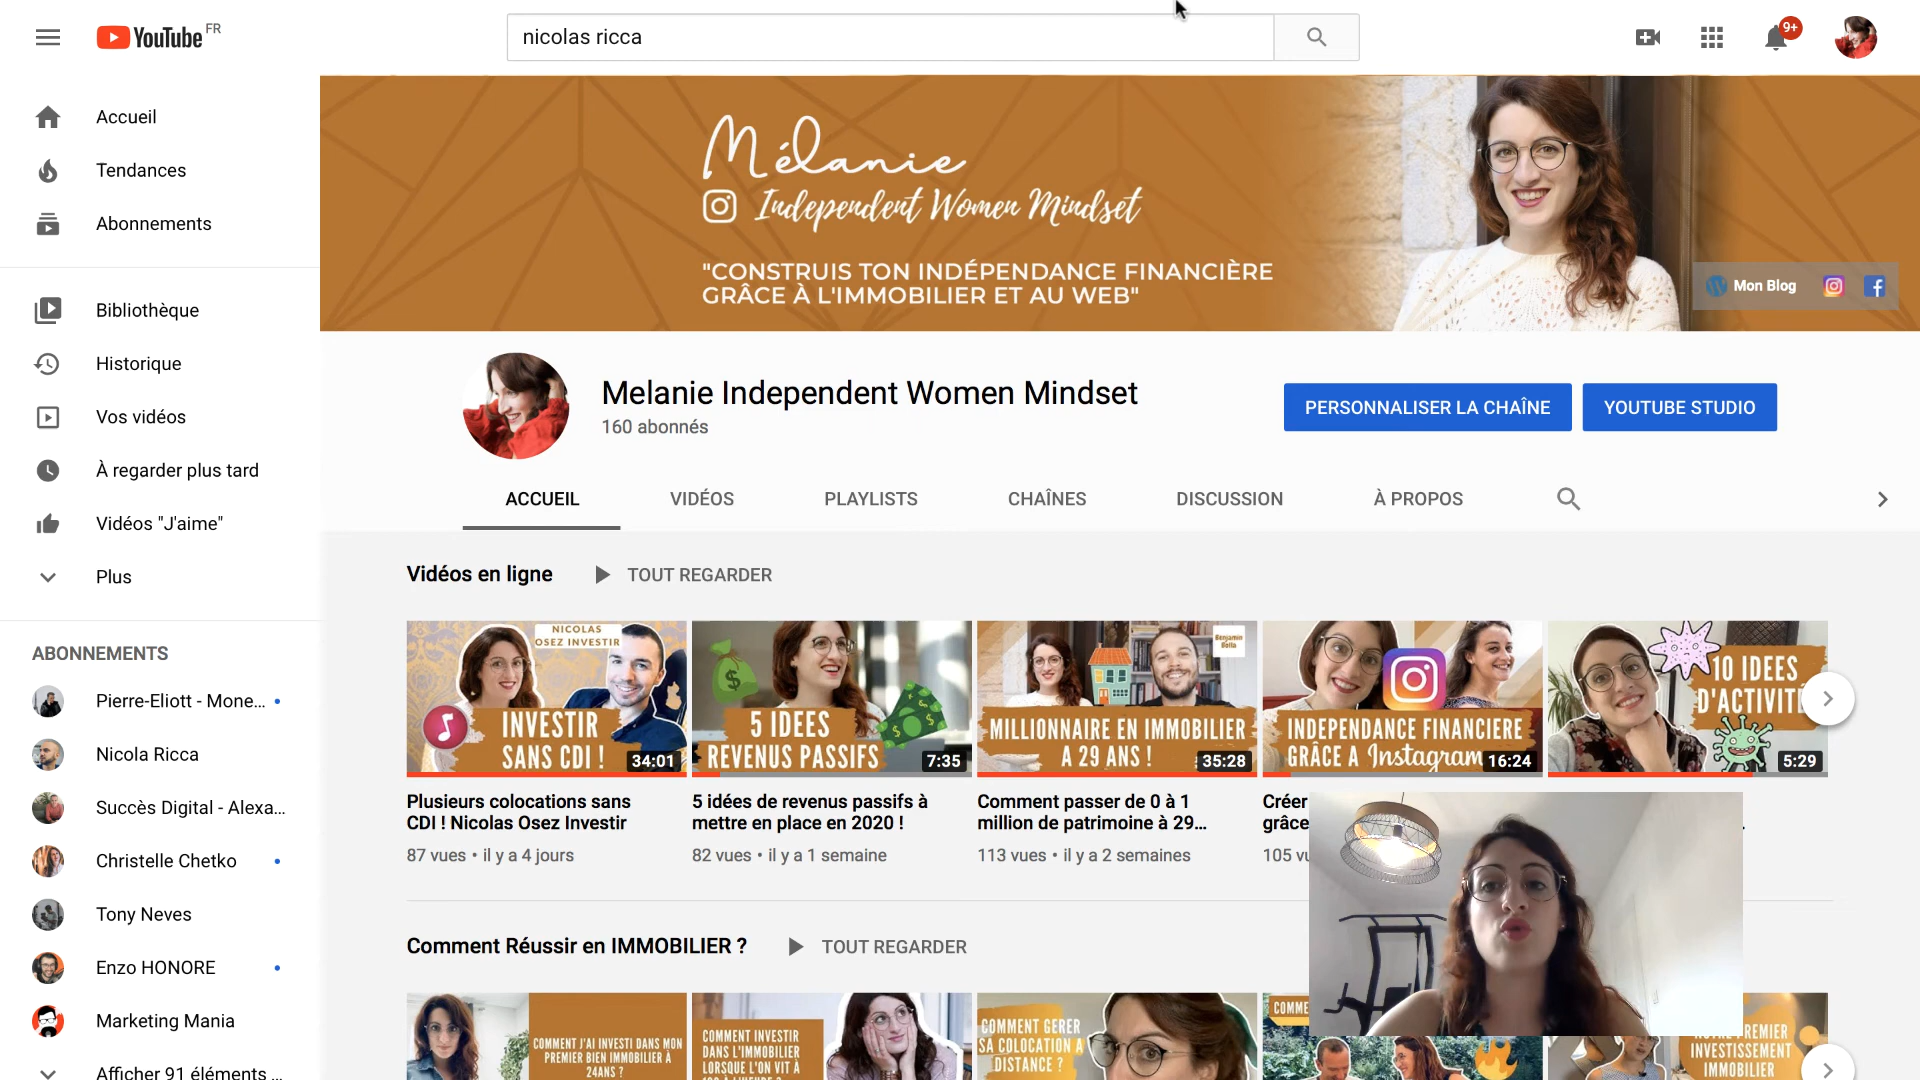 YouTube FR
nicolas ricca
9+
Accueil
Tendances
Abonnements
Bibliothèque
Historique
Vos vidéos
À regarder plus tard
Vidéos "J'aime"
Plus
ABONNEMENTS
Pierre-Eliott - Mone...
Nicola Ricca
Succès Digital - Alexa...
Christelle Chetko
Tony Neves
Enzo HONORE
Marketing Mania
Afficher 91 éléments ...
Mélanie
Independent Women Mindset
"CONSTRUIS TON INDÉPENDANCE FINANCIÈRE
GRÂCE À L'IMMOBILIER ET AU WEB"
Mon Blog
Melanie Independent Women Mindset
160 abonnés
PERSONNALISER LA CHAÎNE
YOUTUBE STUDIO
ACCUEIL
VIDÉOS
PLAYLISTS
CHAÎNES
DISCUSSION
À PROPOS
Vidéos en ligne
TOUT REGARDER
NICOLAS
OSEZ INVESTIR
INVESTIR
SANS CDI !
34:01
Plusieurs colocations sans
CDI ! Nicolas Osez Investir
87 vues • il y a 4 jours
5 IDEES
REVENUS PASSIFS
7:35
5 idées de revenus passifs à
mettre en place en 2020 !
82 vues • il y a 1 semaine
Benjamin
Botla
MILLIONNAIRE EN IMMOBILIER
A 29 ANS !
35:28
Comment passer de 0 à 1
million de patrimoine à 29...
113 vues • il y a 2 semaines
INDEPENDANCE FINANCIERE
GRÂCE A Instagram
16:24
Créer
grâce
105 vu
10 IDEES
D'ACTIVIT
5:29
Comment Réussir en IMMOBILIER ?
TOUT REGARDER
COMMENT J'AI INVESTI DANS MON
PREMIER BIEN IMMOBILIER À
24ANS ?
COMMENT INVESTIR
DANS L'IMMOBILIER
LORSQUE L'ON VIT À
COMMENT GERER
SA COLOCATION A
DISTANCE ?
COMME
PREMIER
INVESTISSEMENT
IMMOBILIER